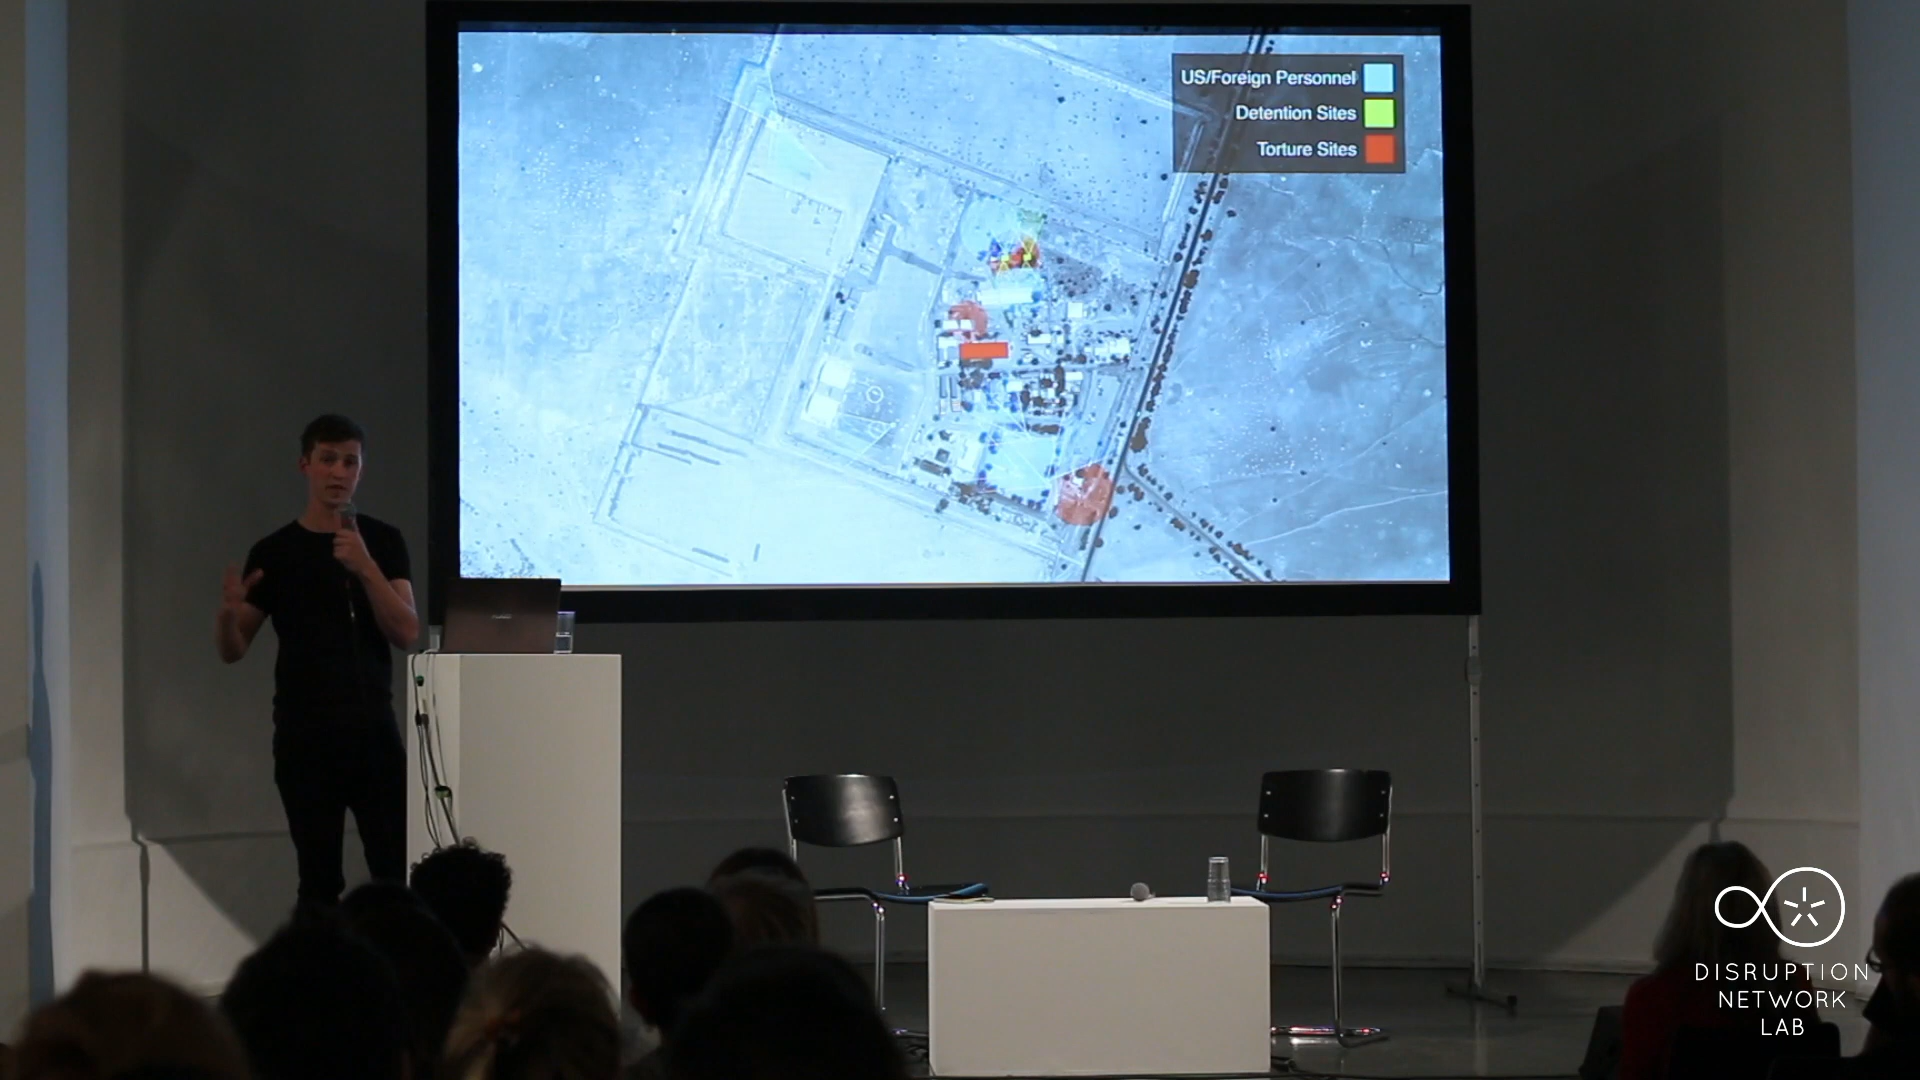 US/Foreign Personnel
Detention Sites
Torture Sites
DISRUPTION
NETWORK
LAB